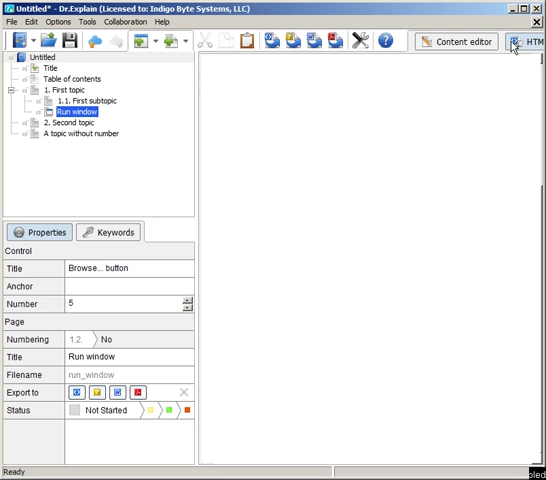 Untitled* - Dr.Explain (Licensed to: Indigo Byte Systems, LLC)
File Edit Options Tools Collaboration Help
Content editor
HTM
Untitled
Title
Table of contents
1. First topic
1.1. First subtopic
Run window
2. Second topic
A topic without number
Properties Keywords
Control
Title Browse... button
Anchor
Number 5
Page
Numbering 1.2. No
Title Run window
Filename run_window
Export to
Status Not Started
Ready